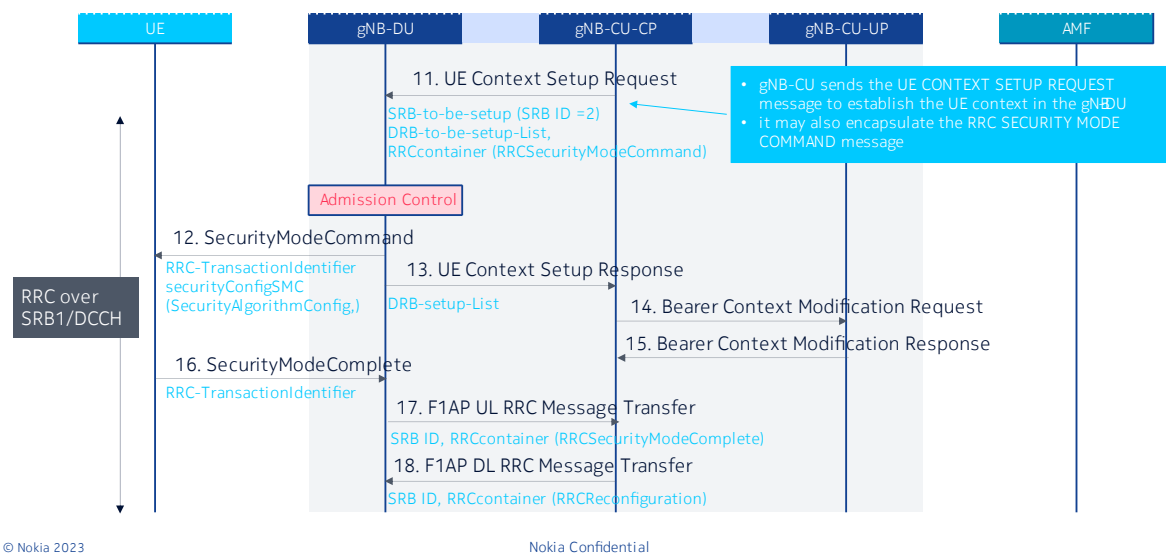 UE
gNB-DU
gNB-CU-CP
gNB-CU-UP
AMF
11. UE Context Setup Request
SRB-to-be-setup (SRB ID =2)
DRB-to-be-setup-List,
RRCcontainer (RRCSecurityModeCommand)
• gNB-CU sends the UE CONTEXT SETUP REQUEST
message to establish the UE context in the gNB-DU
• it may also encapsulate the RRC SECURITY MODE
COMMAND message
Admission Control
12. SecurityModeCommand
RRC-TransactionIdentifier
securityConfigSMC
(SecurityAlgorithmConfig,)
13. UE Context Setup Response
DRB-setup-List
RRC over
SRB1/DCCH
14. Bearer Context Modification Request
15. Bearer Context Modification Response
16. SecurityModeComplete
RRC-TransactionIdentifier
17. F1AP UL RRC Message Transfer
SRB ID, RRCcontainer (RRCSecurityModeComplete)
18. F1AP DL RRC Message Transfer
SRB ID, RRCcontainer (RRCReconfiguration)
© Nokia 2023
Nokia Confidential